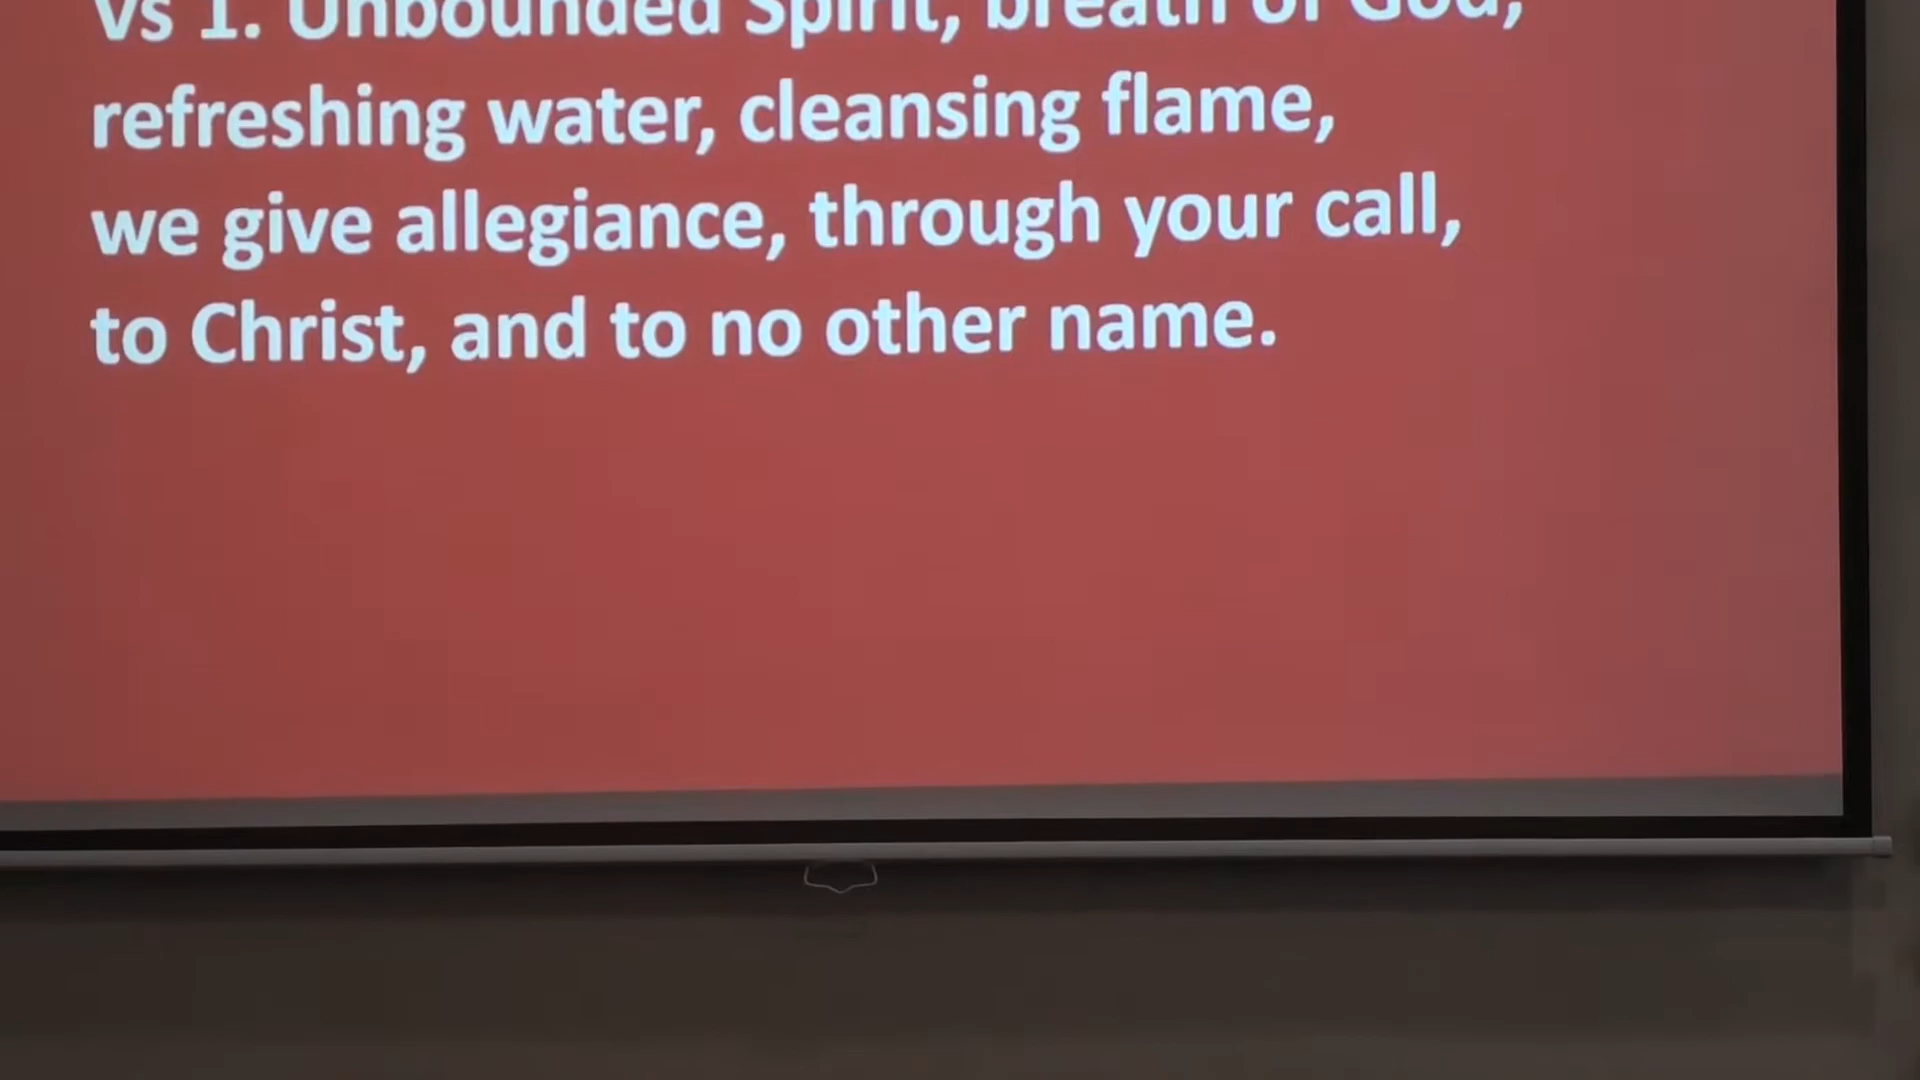 vs 1. Unbounded Spirit, breath of God,
refreshing water, cleansing flame,
we give allegiance, through your call,
to Christ, and to no other name.